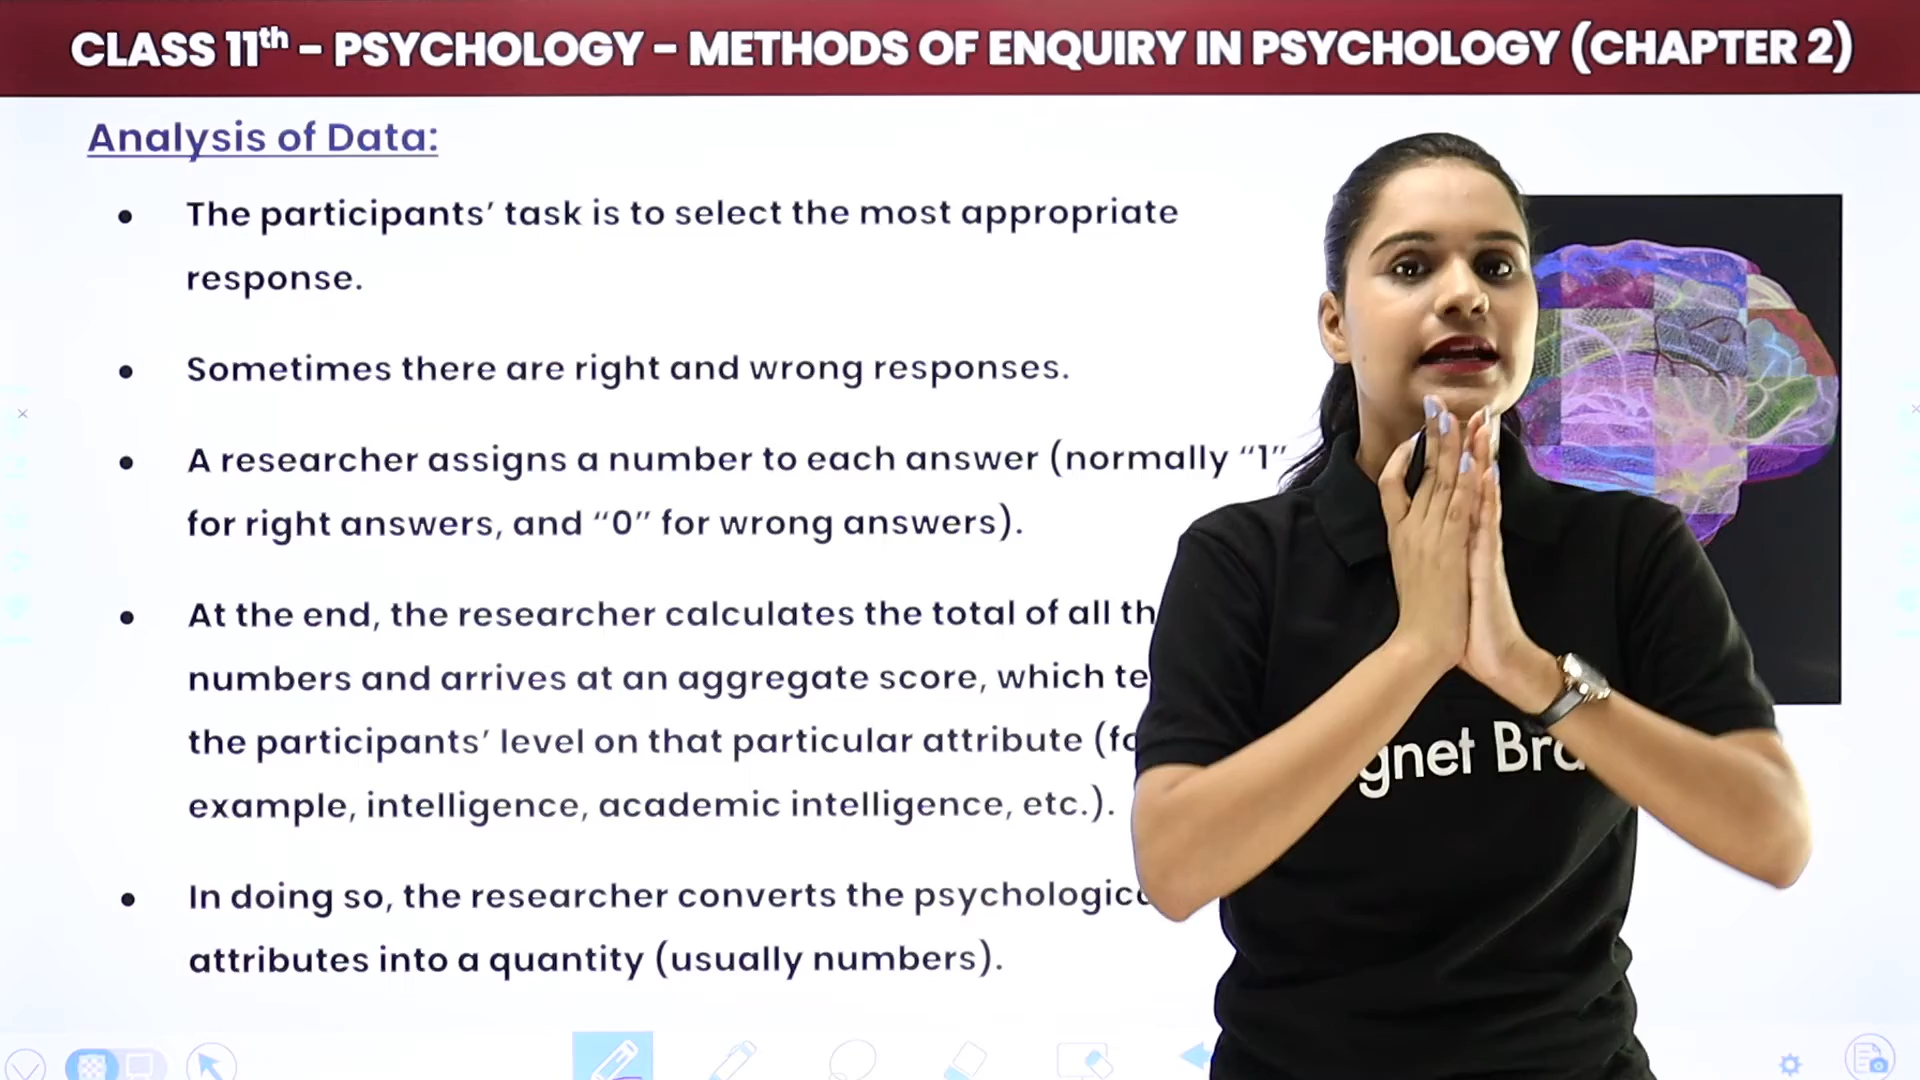 CLASS 11th – PSYCHOLOGY – METHODS OF ENQUIRY IN PSYCHOLOGY (CHAPTER 2)
Analysis of Data:
• The participants’ task is to select the most appropriate
response.
• Sometimes there are right and wrong responses.
• A researcher assigns a number to each answer (normally “1”
for right answers, and “0” for wrong answers).
• At the end, the researcher calculates the total of all
numbers and arrives at an aggregate score, which
the participants’ level on that particular attribute
example, intelligence, academic intelligence, etc.).
• In doing so, the researcher converts the
attributes into a quantity (usually numbers).
gnet Bra